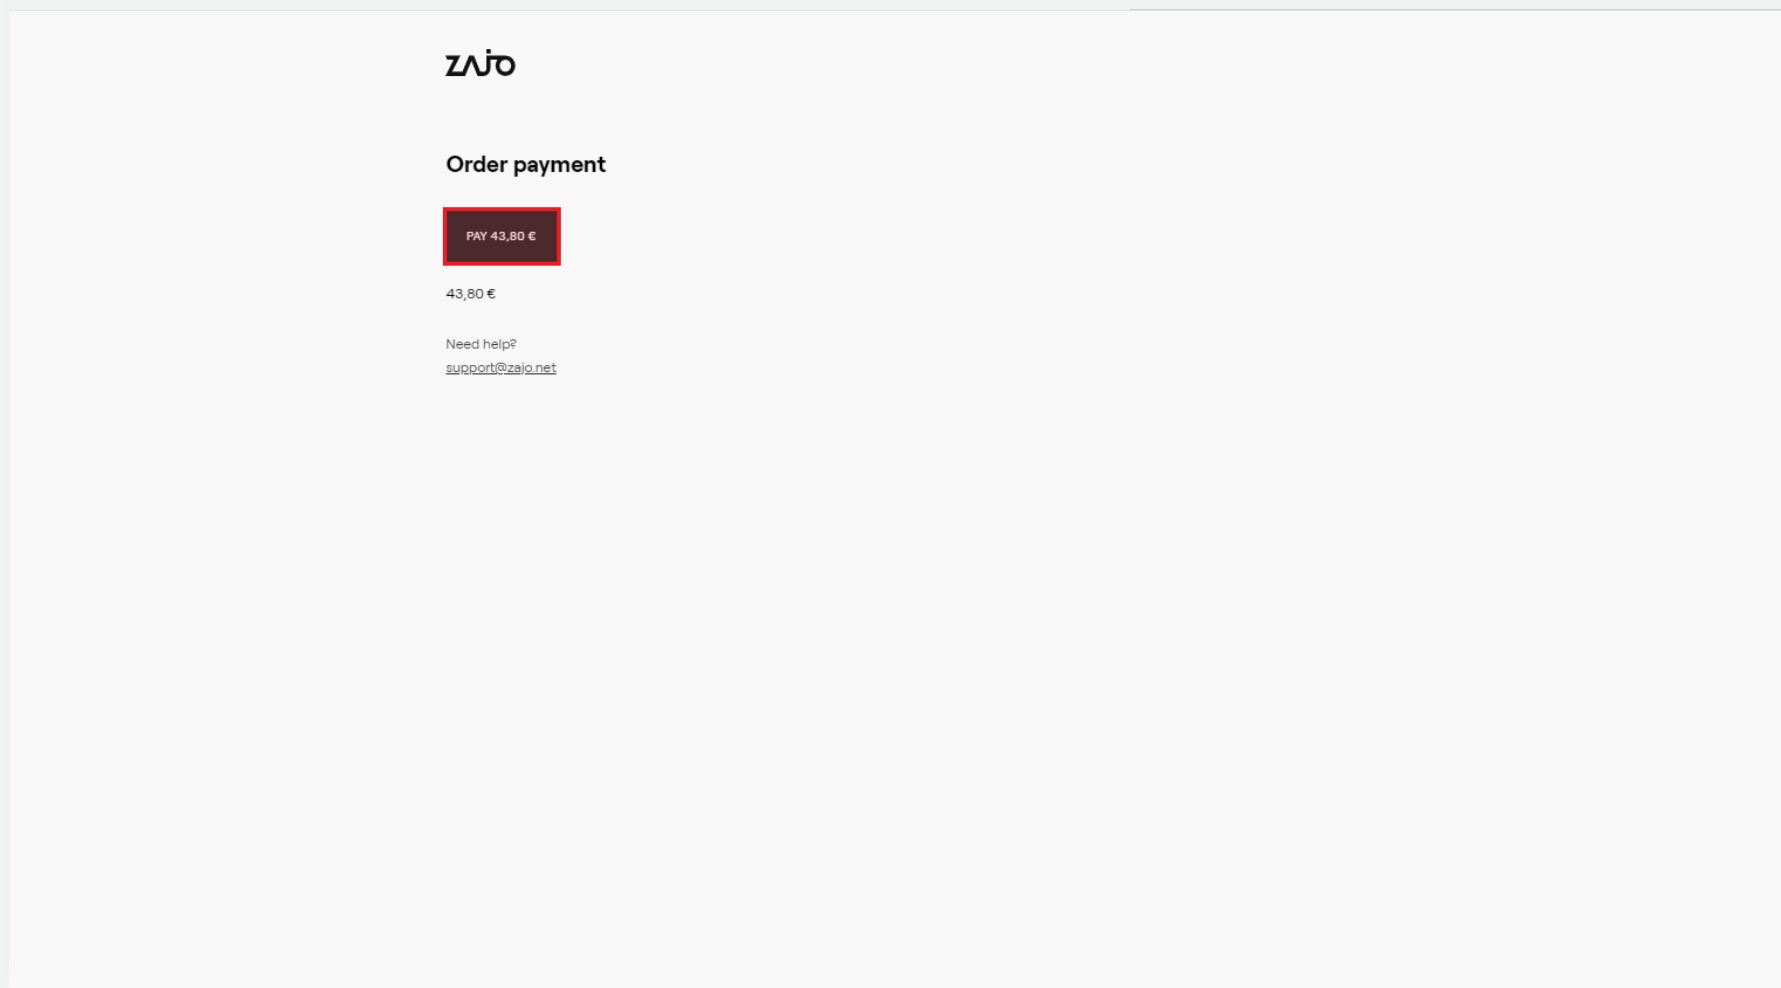 zajo
Order payment
PAY 43,80 €
43,80 €
Need help?
support@zajo.net